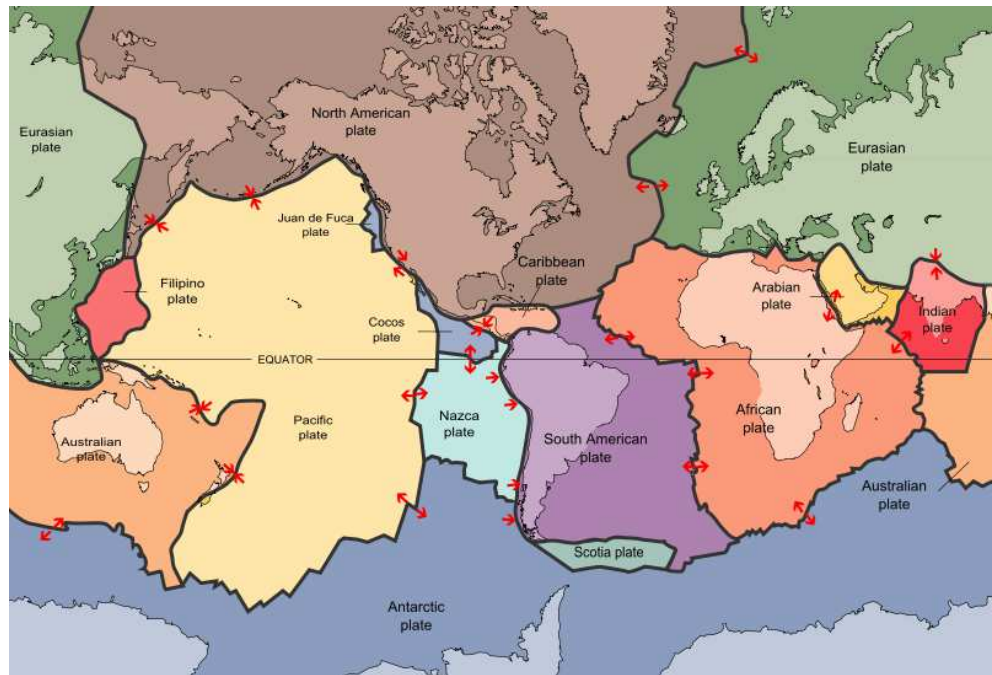 North American
plate
Eurasian
plate
Eurasian
plate
Juan de Fuca
plate
Caribbean
plate
Filipino
plate
Arabian
plate
Indian
plate
Cocos
plate
EQUATOR
Pacific
plate
Nazca
plate
African
plate
Australian
plate
South American
plate
Australian
plate
Scotia plate
Antarctic
plate